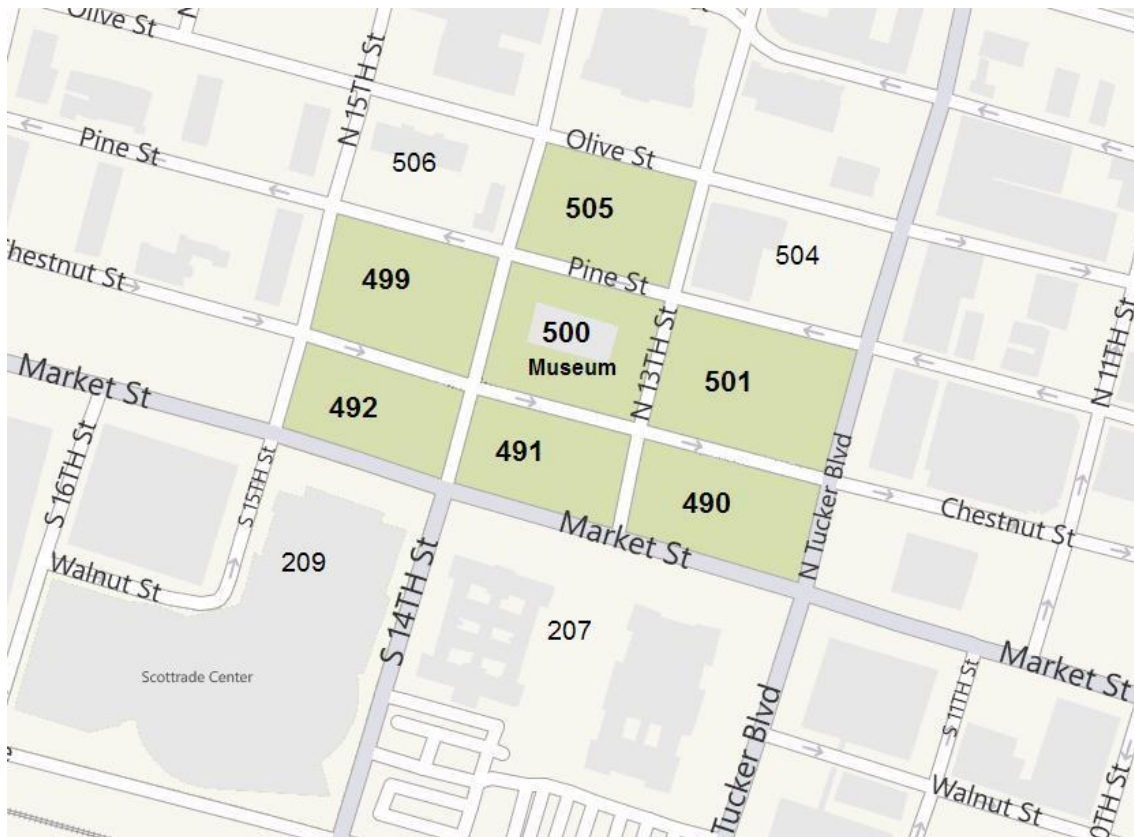 Olive St
N
N 15TH ST
Olive St
Pine St
506
505
504
Pine St
Chestnut St
499
500
Museum
N 13TH ST
501
N 11TH ST
Market St
492
491
490
N Tucker Blvd
Chestnut St
S 16TH ST
S 15TH ST
Market St
Walnut St
209
S 14TH ST
207
Scottrade Center
Market St
S 11TH ST
Tucker Blvd
Walnut St